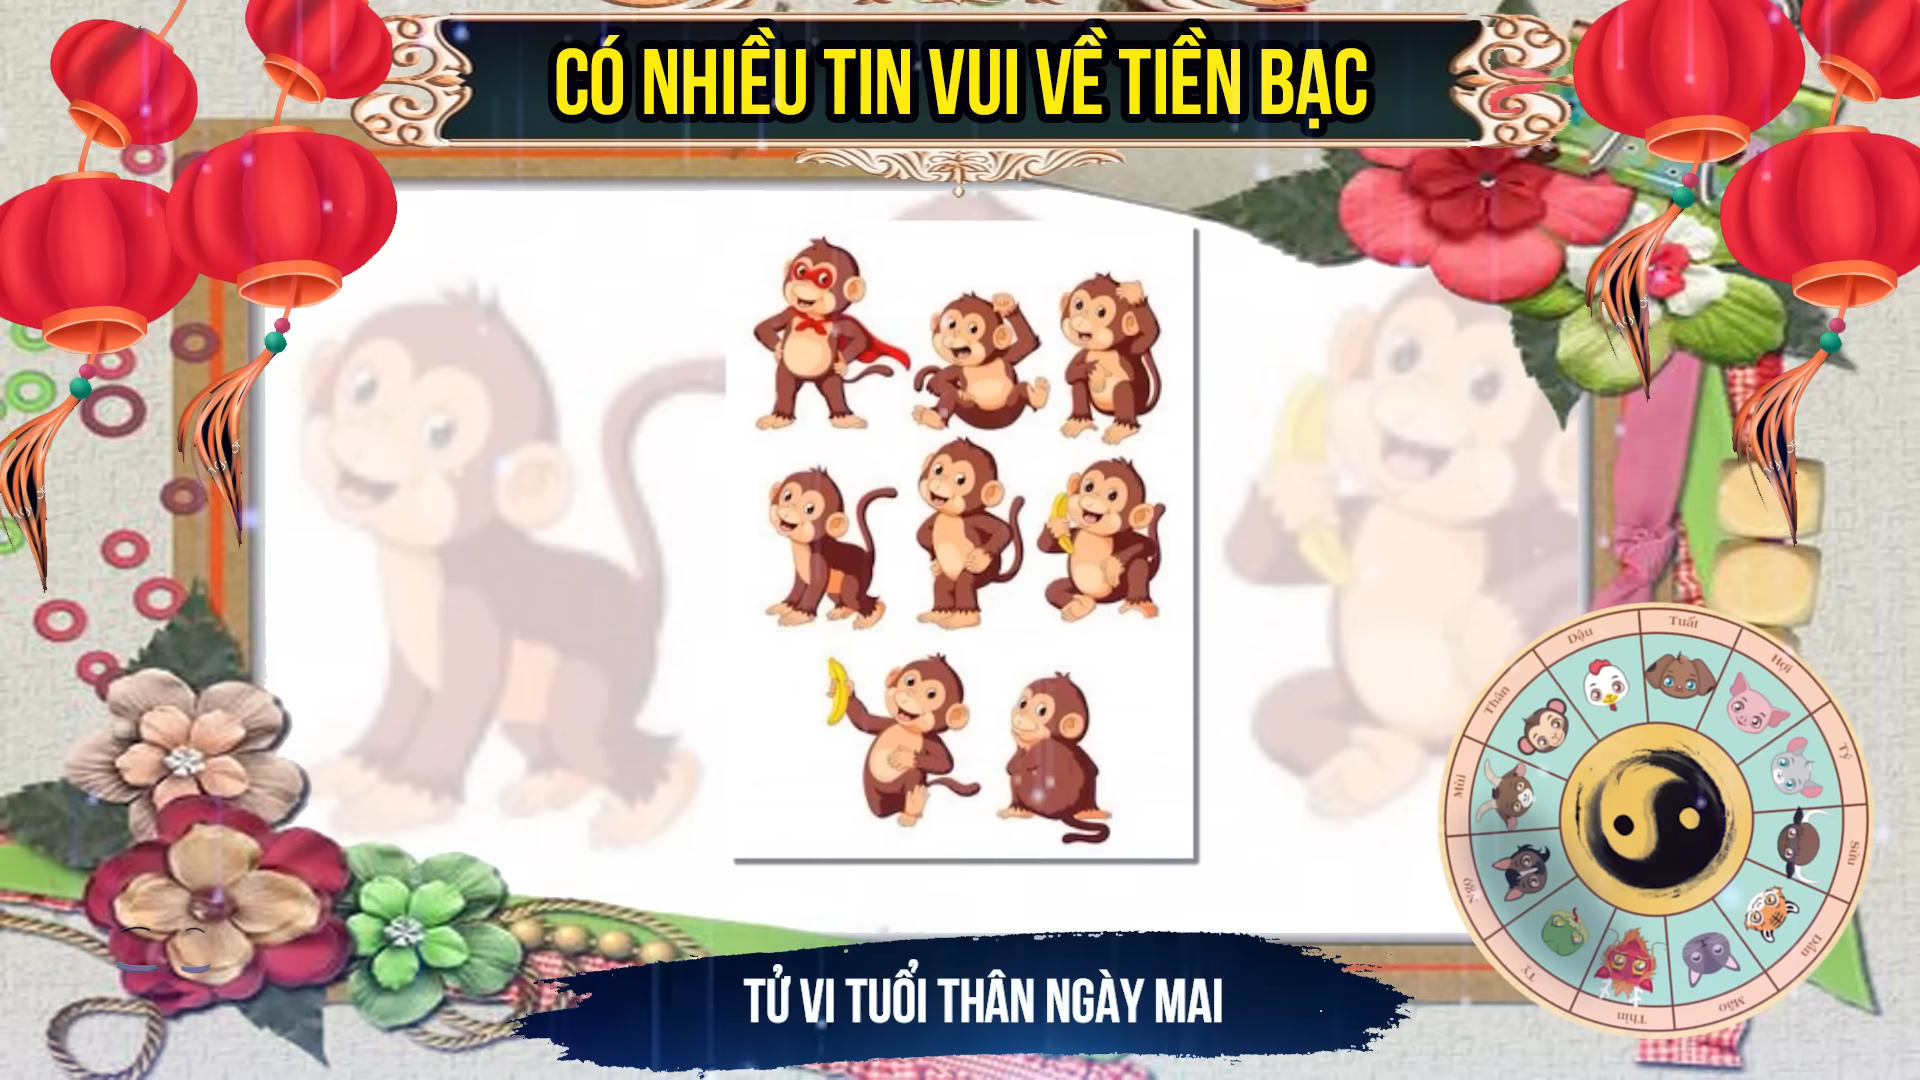 CÓ NHIỀU TIN VUI VỀ TIỀN BẠC
Dậu
Tuất
Hợi
Thân
Tý
Mùi
Sửu
Ngọ
Dần
Tỵ
Mão
Thìn
TỬ VI TUỔI THÂN NGÀY MAI